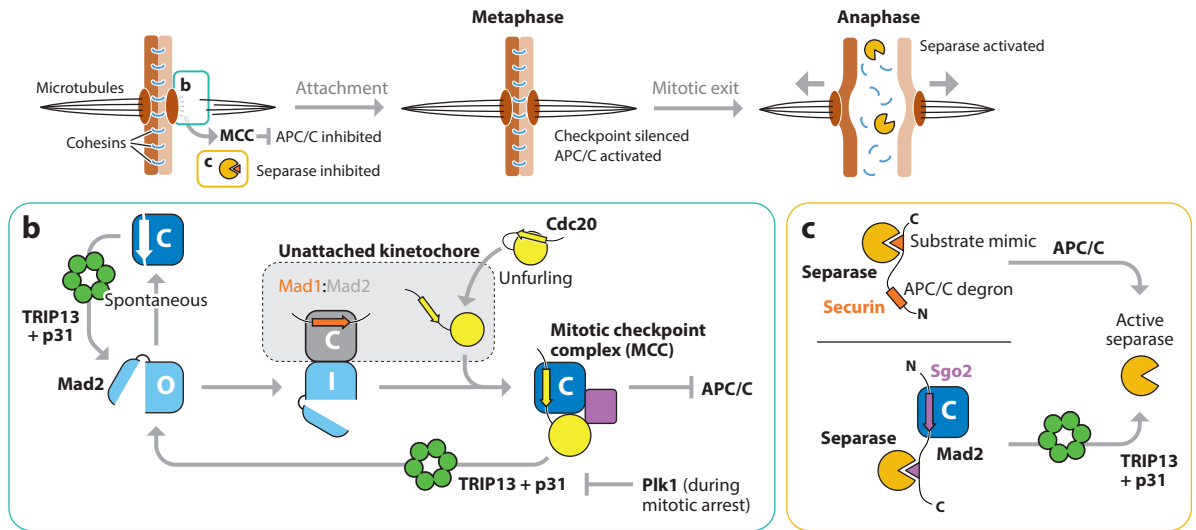 Metaphase
Anaphase
Separase activated
Microtubules
b
Attachment
Mitotic exit
Cohesins
MCC
APC/C inhibited
Checkpoint silenced
APC/C activated
c
Separase inhibited
b
C
Cdc20
Unattached kinetochore
Unfurling
Mad1:Mad2
Spontaneous
TRIP13
+ p31
C
Mitotic checkpoint
complex (MCC)
Mad2
O
I
C
APC/C
TRIP13 + p31
Plk1 (during
mitotic arrest)
c
C
Substrate mimic
APC/C
Separase
APC/C degron
Securin
N
Active
separase
N
Sgo2
C
Separase
Mad2
TRIP13
+ p31
C